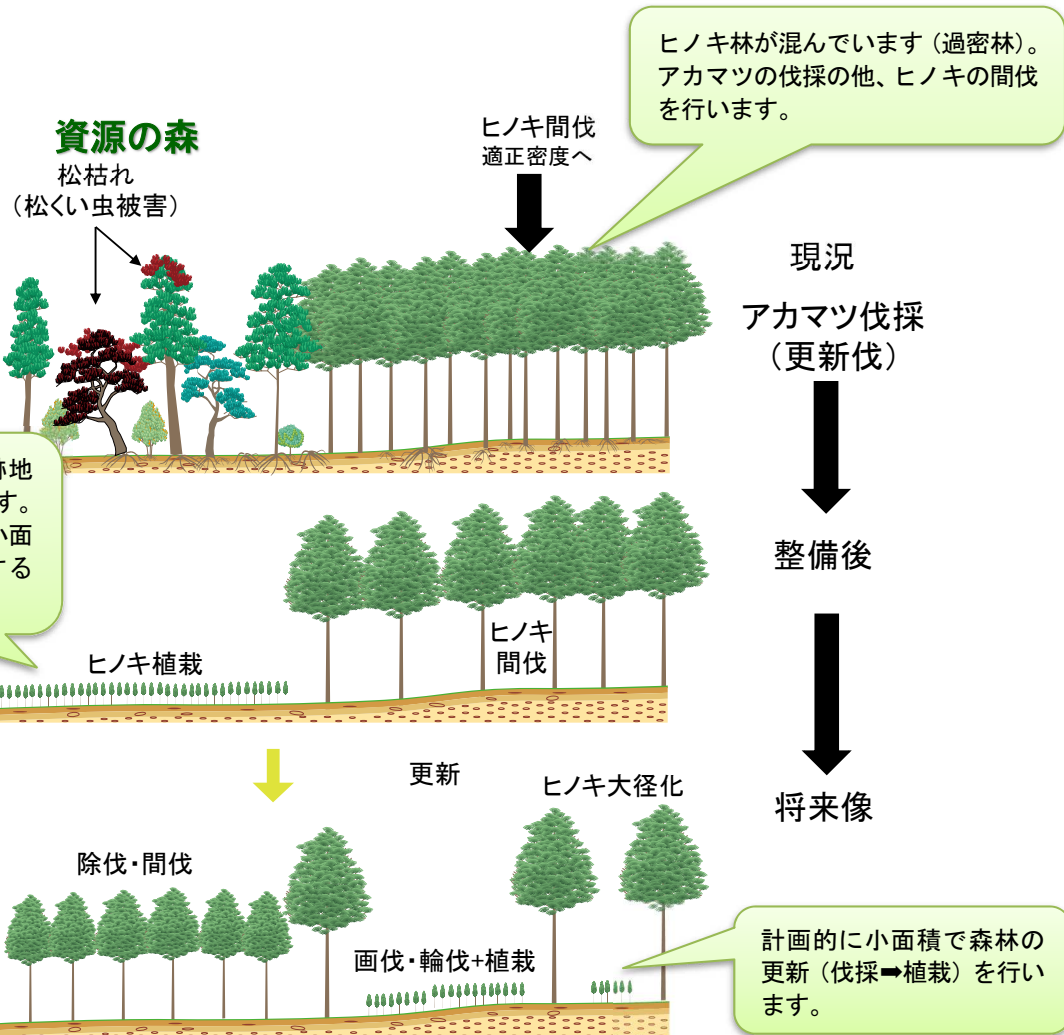 ヒノキ林が混んでいます（過密林）。
アカマツの伐採の他、ヒノキの間伐
を行います。
資源の森
松枯れ
（松くい虫被害）
ヒノキ間伐
適正密度へ
現況
アカマツ伐採
（更新伐）
跡地
す。
小面
する
整備後
ヒノキ植栽
ヒノキ
間伐
更新
ヒノキ大径化
将来像
除伐・間伐
画伐・輪伐+植栽
計画的に小面積で森林の
更新（伐採➡植栽）を行い
ます。